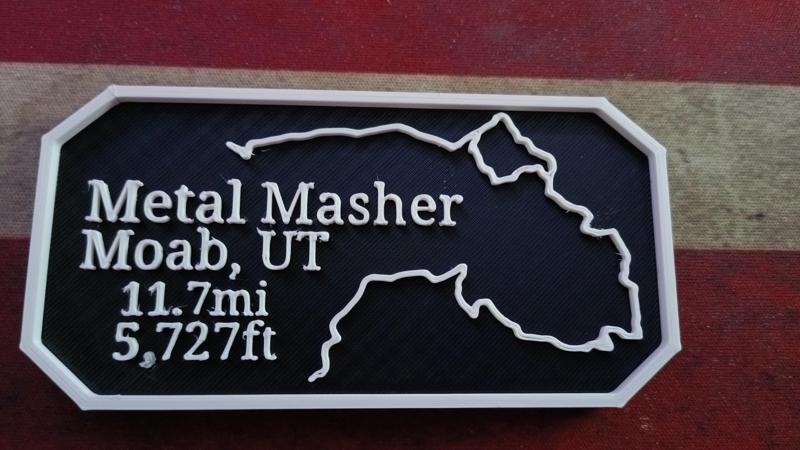 Metal Masher
Moab, UT
11.7mi
5,727ft